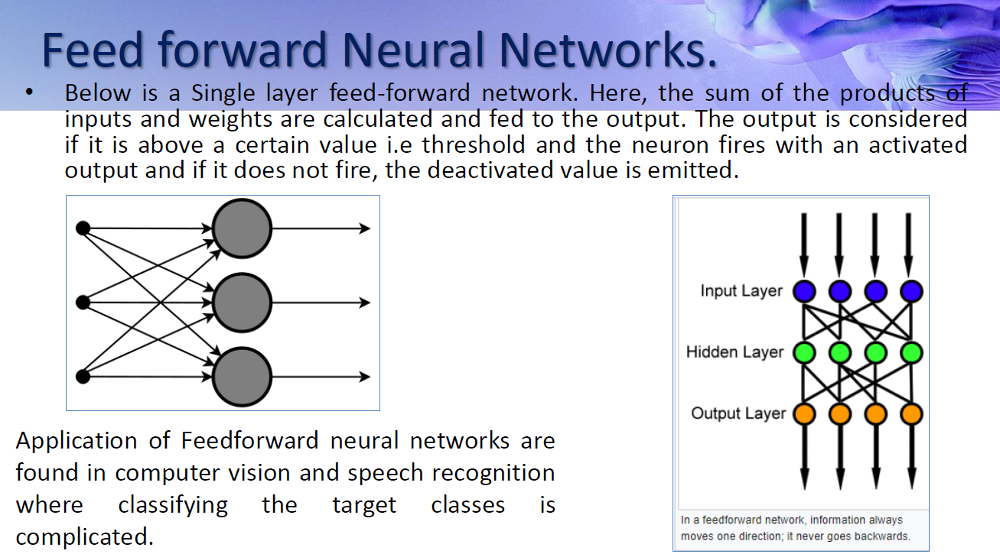 Feed forward Neural Networks.
• Below is a Single layer feed-forward network. Here, the sum of the products of
inputs and weights are calculated and fed to the output. The output is considered
if it is above a certain value i.e threshold and the neuron fires with an activated
output and if it does not fire, the deactivated value is emitted.
Input Layer
Hidden Layer
Output Layer
In a feedforward network, information always
moves one direction; it never goes backwards.
Application of Feedforward neural networks are
found in computer vision and speech recognition
where classifying the target classes is
complicated.